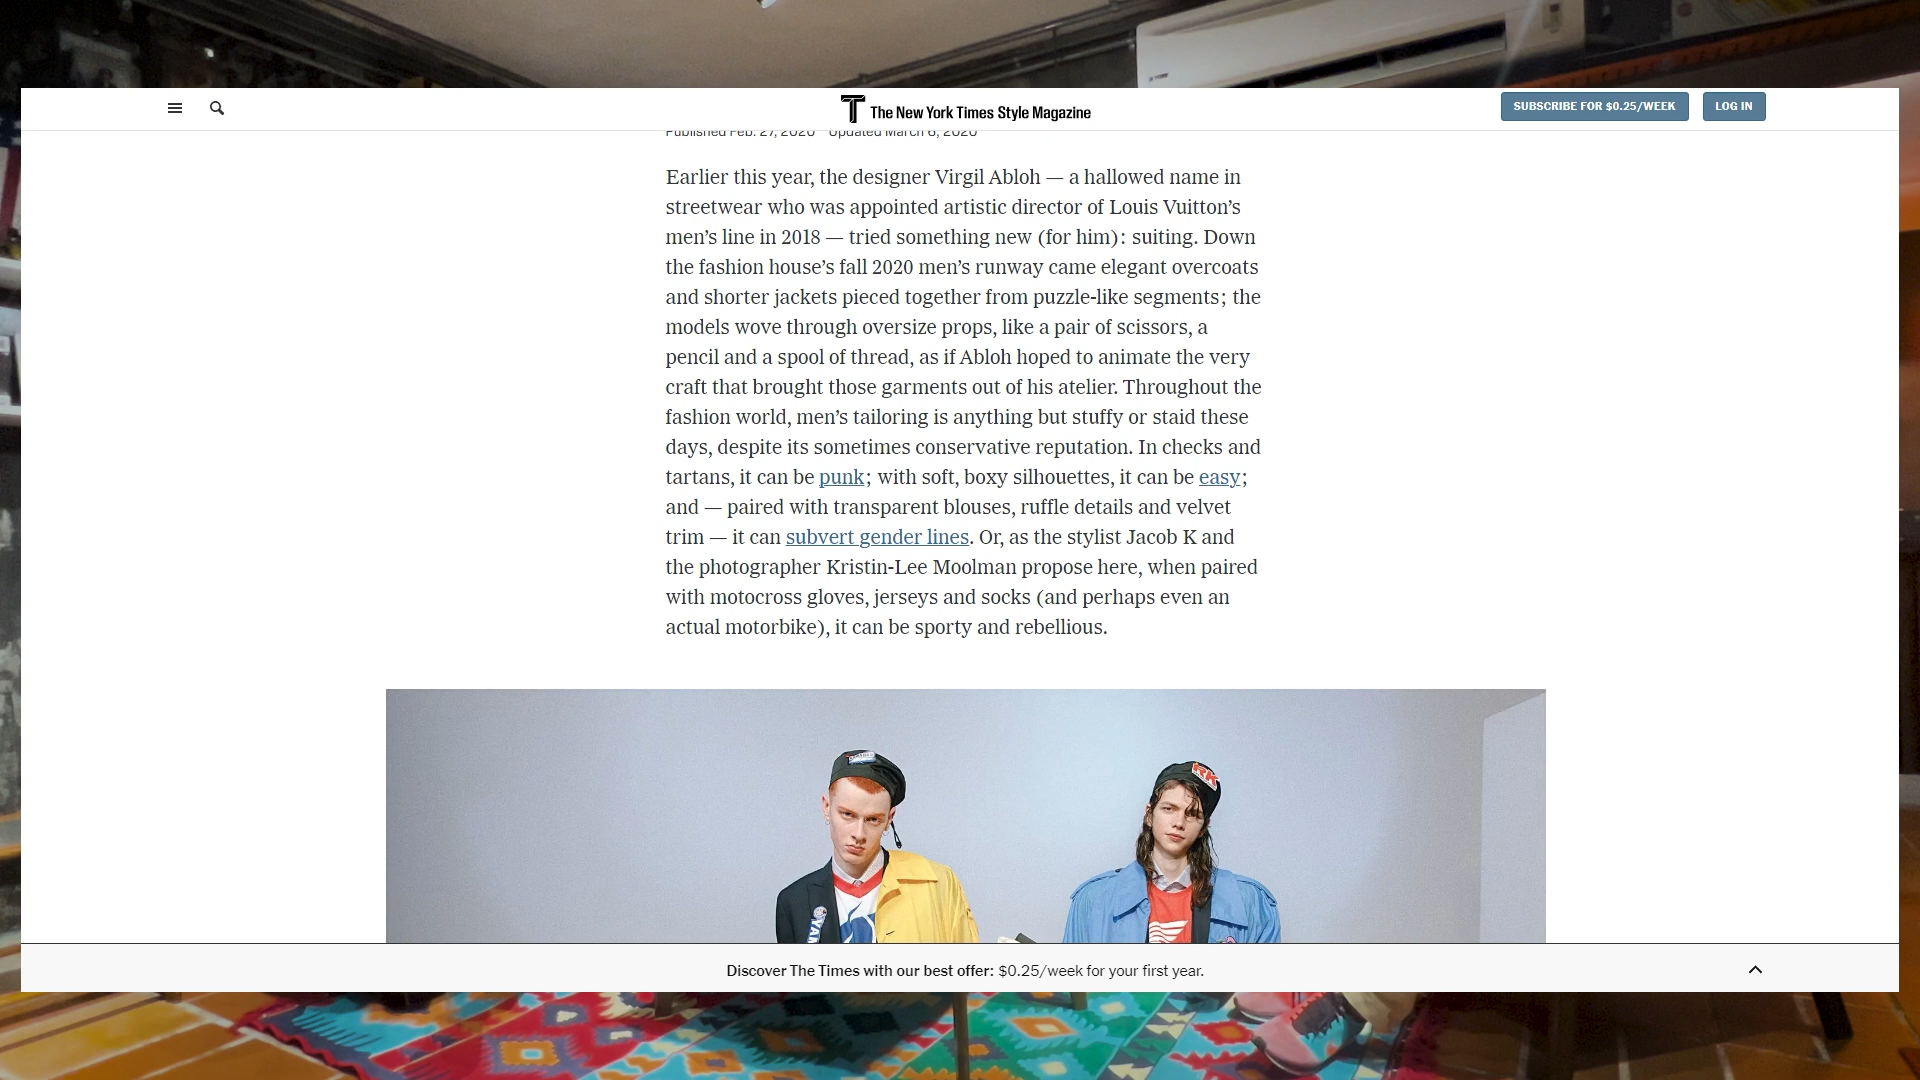 The New York Times Style Magazine
SUBSCRIBE FOR $0.25/WEEK
LOG IN
Published Feb. 27, 2020 Updated March 6, 2020
Earlier this year, the designer Virgil Abloh — a hallowed name in
streetwear who was appointed artistic director of Louis Vuitton’s
men’s line in 2018 — tried something new (for him): suiting. Down
the fashion house’s fall 2020 men’s runway came elegant overcoats
and shorter jackets pieced together from puzzle-like segments; the
models wove through oversize props, like a pair of scissors, a
pencil and a spool of thread, as if Abloh hoped to animate the very
craft that brought those garments out of his atelier. Throughout the
fashion world, men’s tailoring is anything but stuffy or staid these
days, despite its sometimes conservative reputation. In checks and
tartans, it can be punk; with soft, boxy silhouettes, it can be easy;
and — paired with transparent blouses, ruffle details and velvet
trim — it can subvert gender lines. Or, as the stylist Jacob K and
the photographer Kristin-Lee Moolman propose here, when paired
with motocross gloves, jerseys and socks (and perhaps even an
actual motorbike), it can be sporty and rebellious.
RK
Discover The Times with our best offer: $0.25/week for your first year.